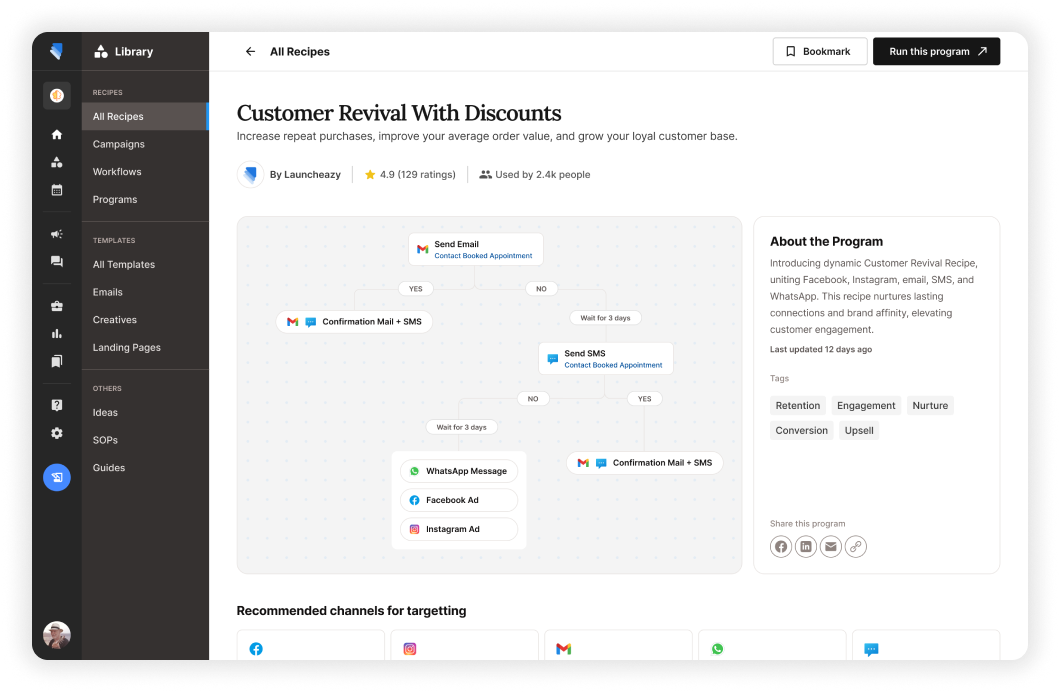 Library
RECIPES
All Recipes
Campaigns
Workflows
Programs
TEMPLATES
All Templates
Emails
Creatives
Landing Pages
OTHERS
Ideas
SOPs
Guides
All Recipes
Bookmark
Run this program
Customer Revival With Discounts
Increase repeat purchases, improve your average order value, and grow your loyal customer base.
By Launcheazy
4.9 (129 ratings)
Used by 2.4k people
Send Email
Contact Booked Appointment
YES
NO
Confirmation Mail + SMS
Wait for 3 days
Send SMS
Contact Booked Appointment
NO
YES
Wait for 3 days
Confirmation Mail + SMS
WhatsApp Message
Facebook Ad
Instagram Ad
About the Program
Introducing dynamic Customer Revival Recipe,
uniting Facebook, Instagram, email, SMS, and
WhatsApp. This recipe nurtures lasting
connections and brand affinity, elevating
customer engagement.
Last updated 12 days ago
Tags
Retention
Engagement
Nurture
Conversion
Upsell
Share this program
Recommended channels for targetting